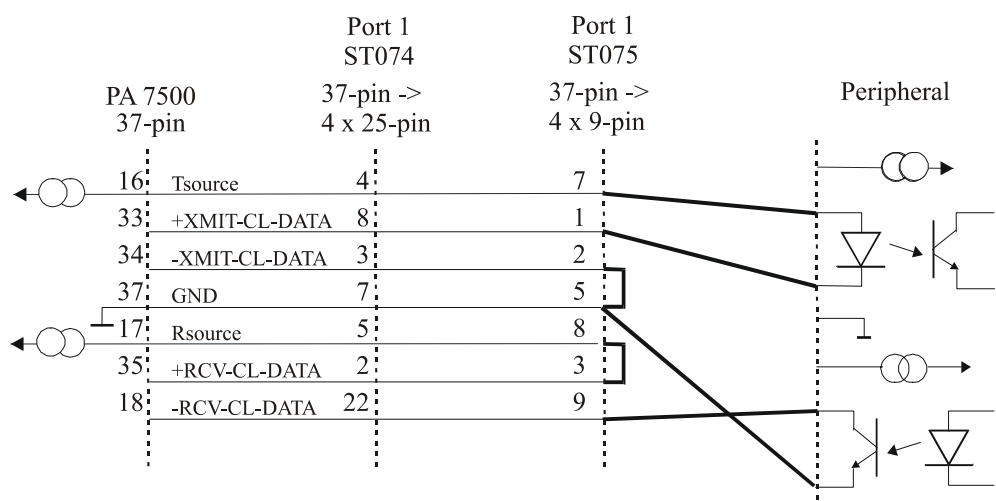 Port 1 Port 1
ST074 ST075
PA 7500 37-pin -> 37-pin -> Peripheral
37-pin 4 x 25-pin 4 x 9-pin
16 Tsource 4 7
33 +XMIT-CL-DATA 8 1
34 -XMIT-CL-DATA 3 2
37 GND 7 5
17 Rsource 5 8
35 +RCV-CL-DATA 2 3
18 -RCV-CL-DATA 22 9